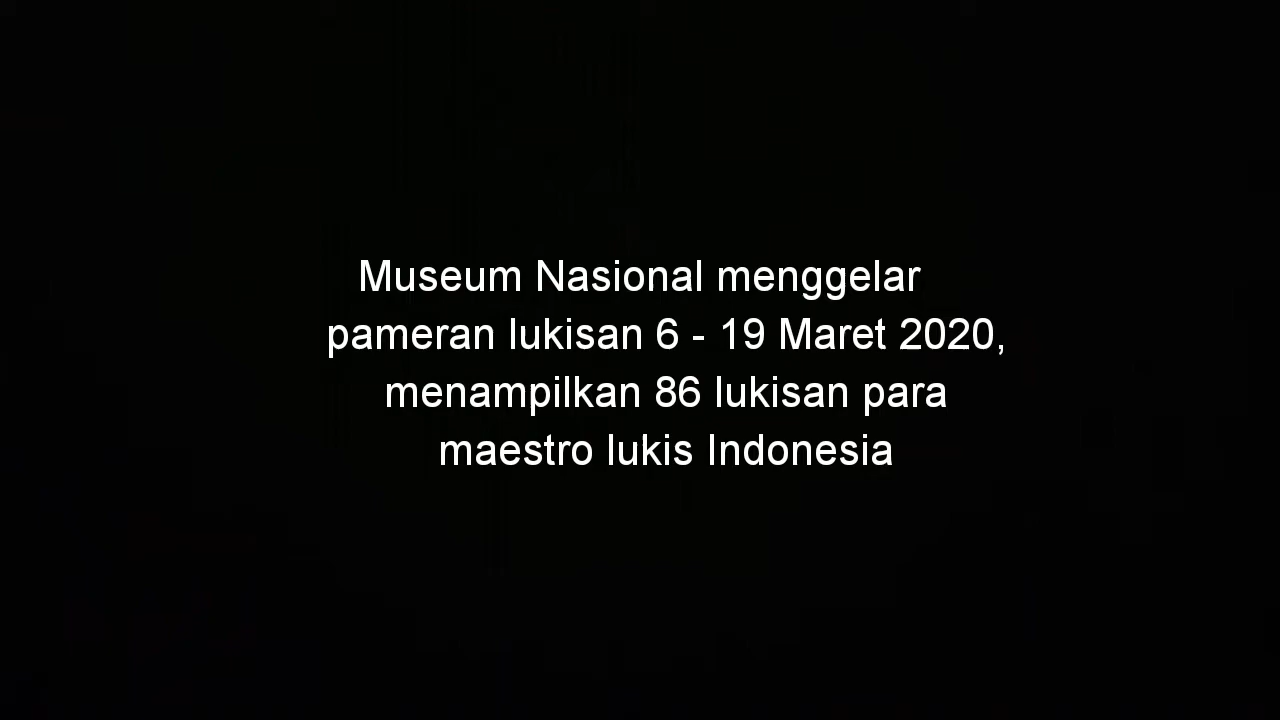 Museum Nasional menggelar
pameran lukisan 6 - 19 Maret 2020,
menampilkan 86 lukisan para
maestro lukis Indonesia